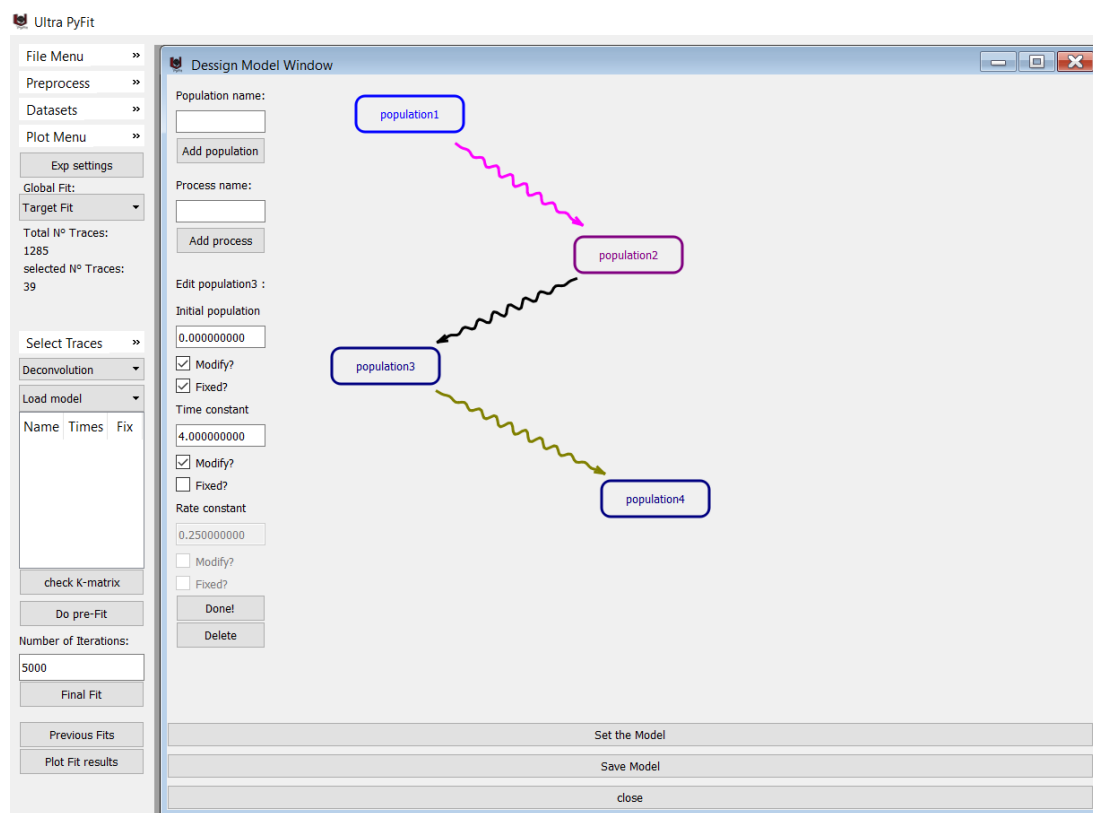 Ultra PyFit
File Menu »
Preprocess »
Datasets »
Plot Menu »
Exp settings
Global Fit:
Target Fit
Total Nº Traces:
1285
selected Nº Traces:
39
Select Traces »
Deconvolution
Load model
Name Times Fix
check K-matrix
Do pre-Fit
Number of Iterations:
5000
Final Fit
Previous Fits
Plot Fit results
Dessign Model Window
Population name:
Add population
Process name:
Add process
Edit population3 :
Initial population
0.000000000
Modify?
Fixed?
Time constant
4.000000000
Modify?
Fixed?
Rate constant
0.250000000
Modify?
Fixed?
Done!
Delete
population1
population2
population3
population4
Set the Model
Save Model
close